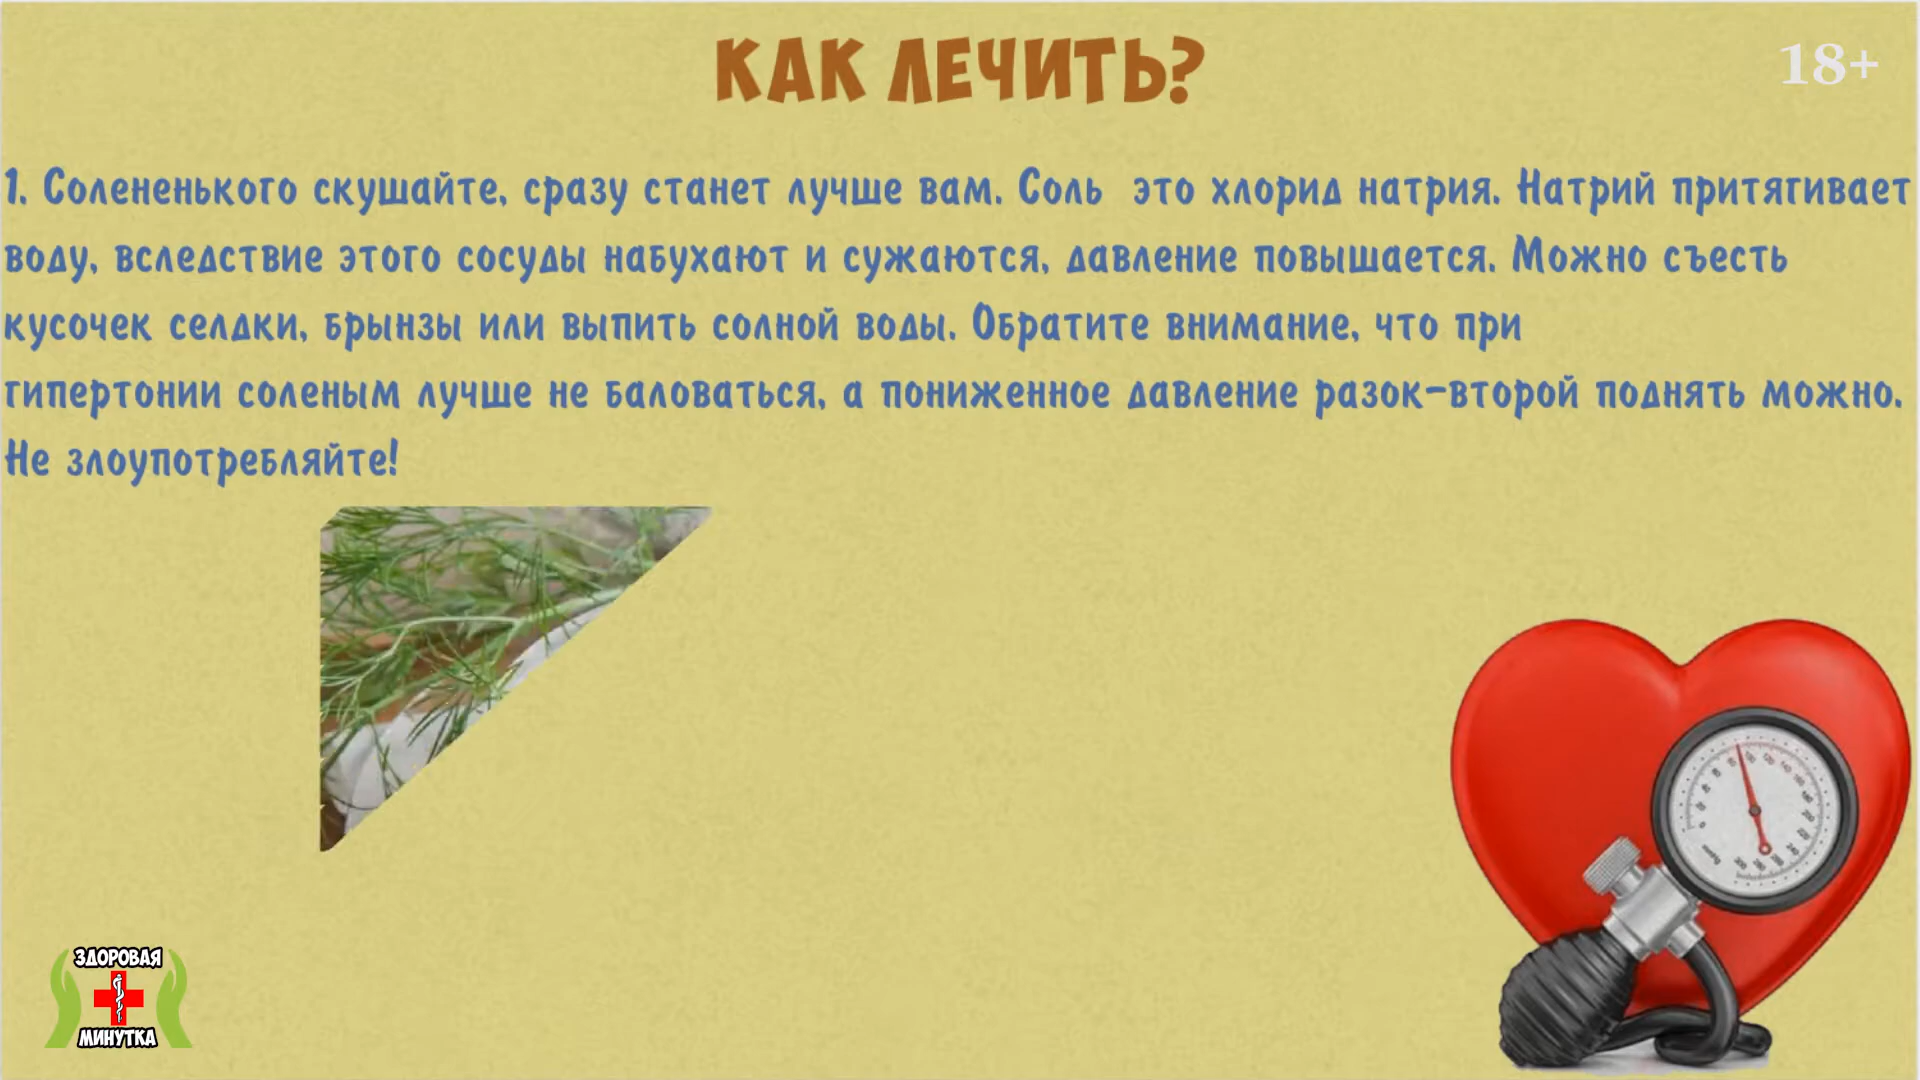 КАК ЛЕЧИТЬ?
18+
1. Солененького скушайте, сразу станет лучше вам. Соль это хлорид натрия. Натрий притягивает
воду, вследствие этого сосуды набухают и сужаются, давление повышается. Можно съесть
кусочек селдки, брынзы или выпить солной воды. Обратите внимание, что при
гипертонии соленым лучше не баловаться, а пониженное давление разок-второй поднять можно.
Не злоупотребляйте!
ЗДОРОВАЯ
МИНУТКА